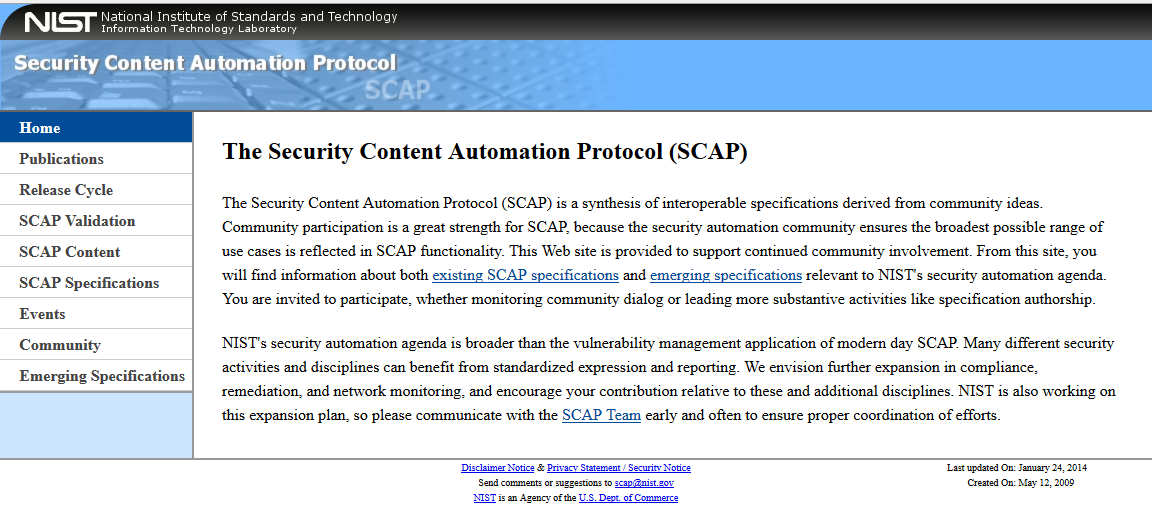 NIST National Institute of Standards and Technology
Information Technology Laboratory
Security Content Automation Protocol
SCAP
Home
Publications
Release Cycle
SCAP Validation
SCAP Content
SCAP Specifications
Events
Community
Emerging Specifications
The Security Content Automation Protocol (SCAP)
The Security Content Automation Protocol (SCAP) is a synthesis of interoperable specifications derived from community ideas.
Community participation is a great strength for SCAP, because the security automation community ensures the broadest possible range of
use cases is reflected in SCAP functionality. This Web site is provided to support continued community involvement. From this site, you
will find information about both existing SCAP specifications and emerging specifications relevant to NIST's security automation agenda.
You are invited to participate, whether monitoring community dialog or leading more substantive activities like specification authorship.
NIST's security automation agenda is broader than the vulnerability management application of modern day SCAP. Many different security
activities and disciplines can benefit from standardized expression and reporting. We envision further expansion in compliance,
remediation, and network monitoring, and encourage your contribution relative to these and additional disciplines. NIST is also working on
this expansion plan, so please communicate with the SCAP Team early and often to ensure proper coordination of efforts.
Disclaimer Notice & Privacy Statement / Security Notice
Send comments or suggestions to scap@nist.gov
NIST is an Agency of the U.S. Dept. of Commerce
Last updated On: January 24, 2014
Created On: May 12, 2009